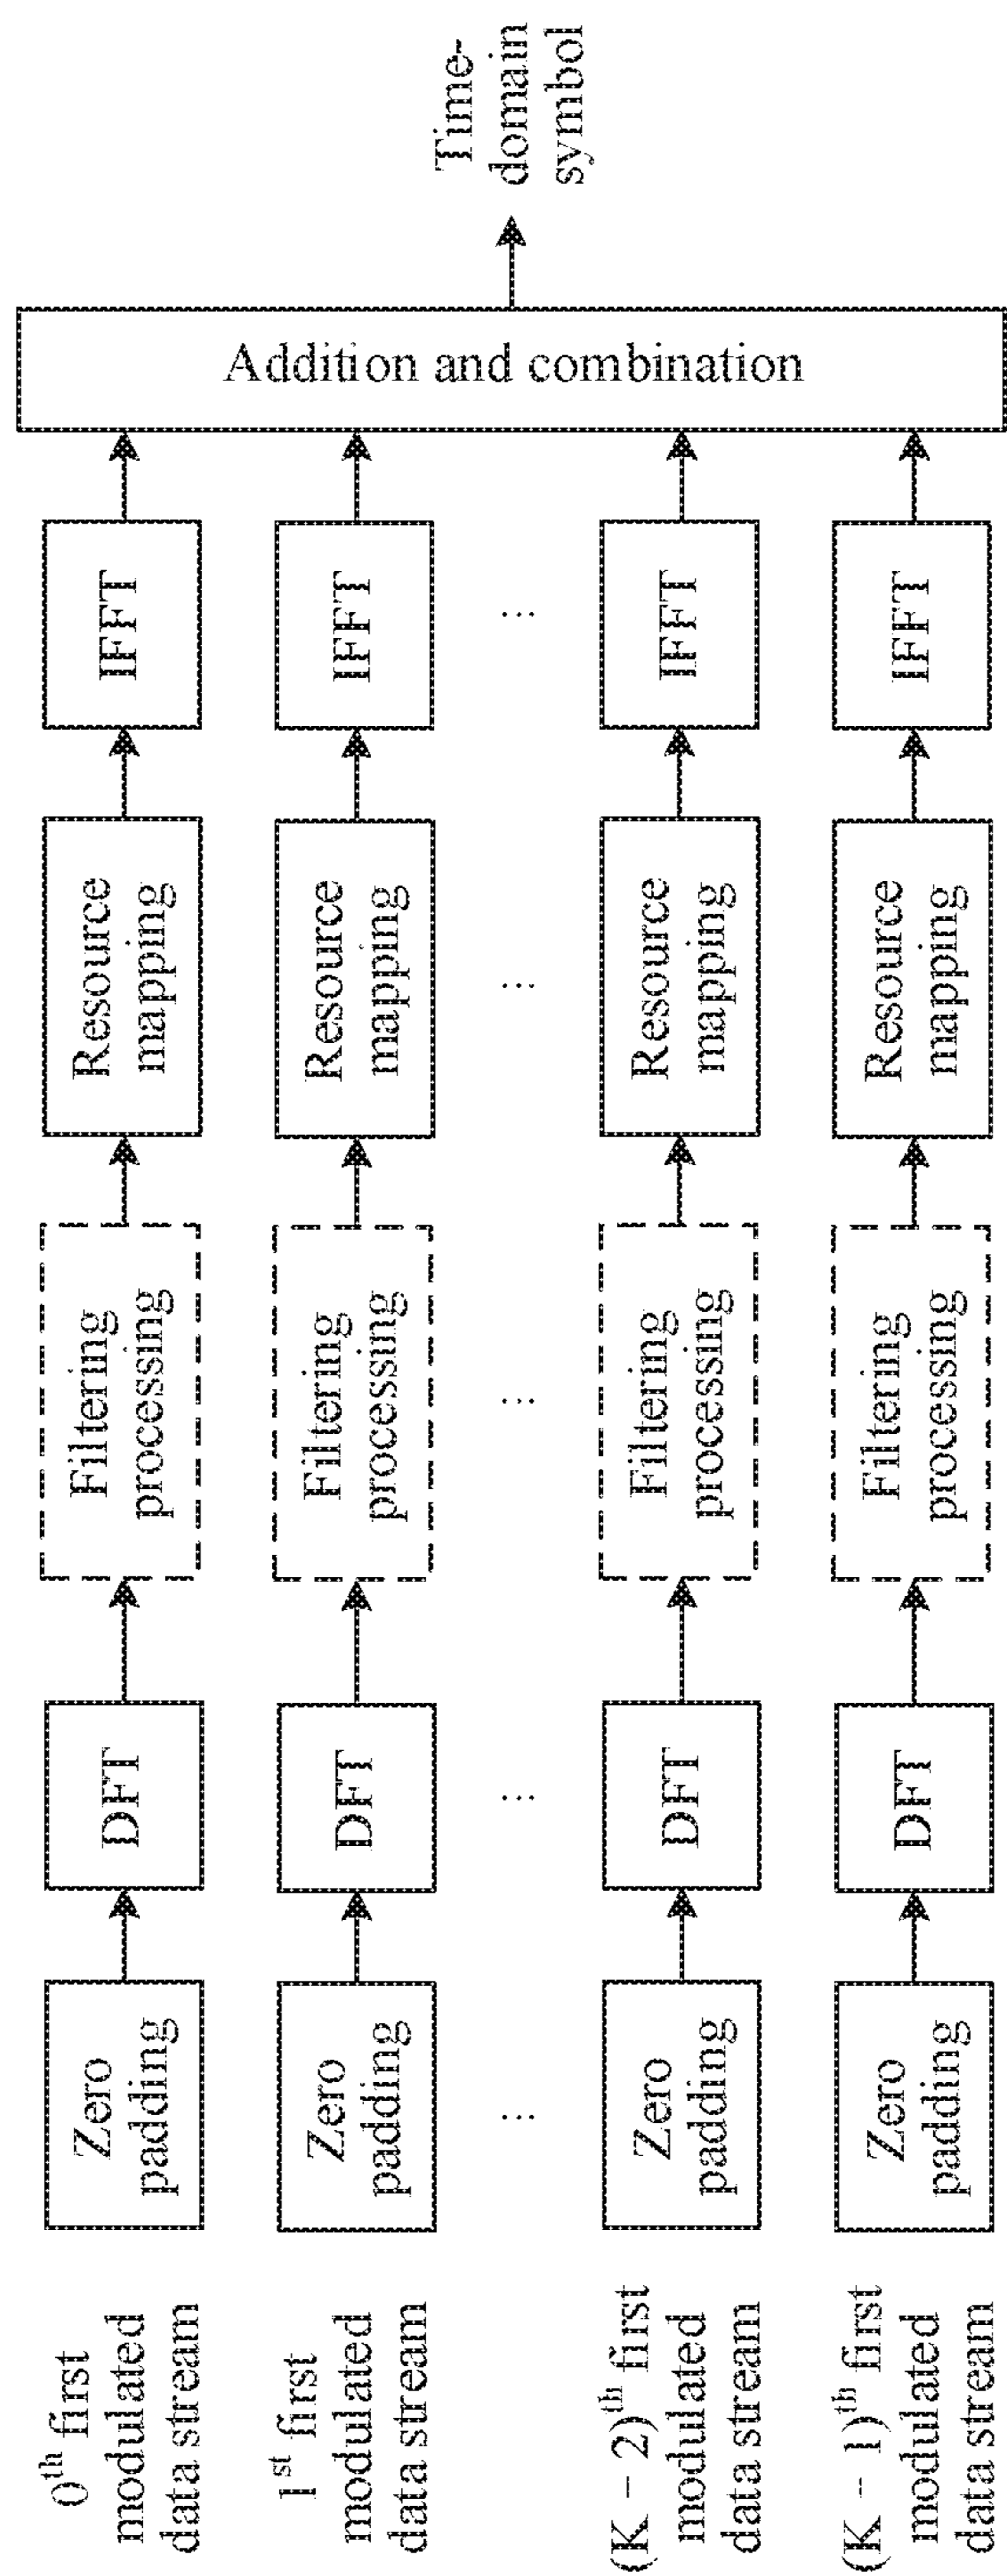 0th first
modulated
data stream
Zero
padding
DFT
Filtering
processing
Resource
mapping
IFFT
1st first
modulated
data stream
Zero
padding
DFT
Filtering
processing
Resource
mapping
IFFT
...
...
...
...
...
(K − 2)th first
modulated
data stream
Zero
padding
DFT
Filtering
processing
Resource
mapping
IFFT
(K − 1)th first
modulated
data stream
Zero
padding
DFT
Filtering
processing
Resource
mapping
IFFT
Addition and combination
Time-
domain
symbol